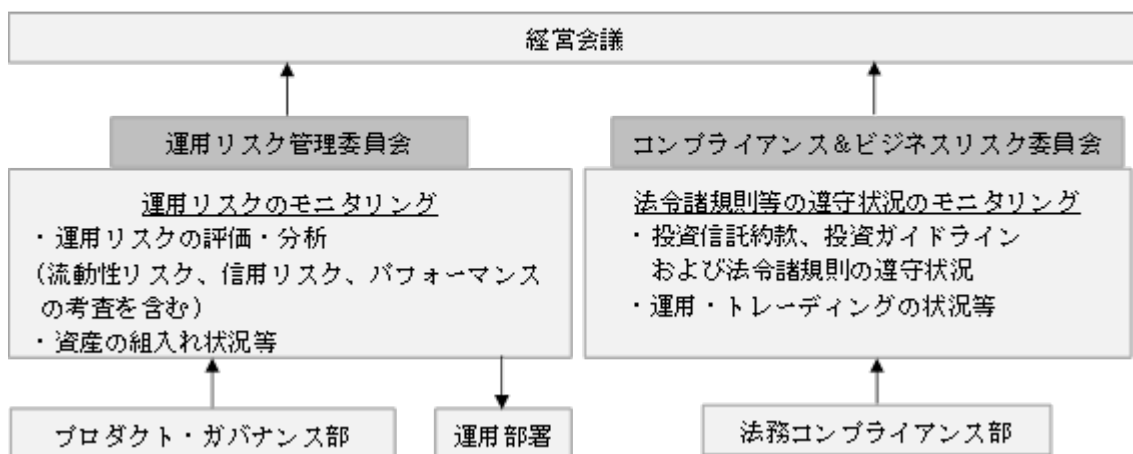 経営会議
運用リスク管理委員会
運用リスクのモニタリング
・運用リスクの評価・分析
(流動性リスク、信用リスク、パフォーマンス
の考査を含む)
・資産の組入れ状況等
プロダクト・ガバナンス部
運用部署
コンプライアンス&ビジネスリスク委員会
法令諸規則等の遵守状況のモニタリング
・投資信託約款、投資ガイドライン
および法令諸規則の遵守状況
・運用・トレーディングの状況等
法務コンプライアンス部